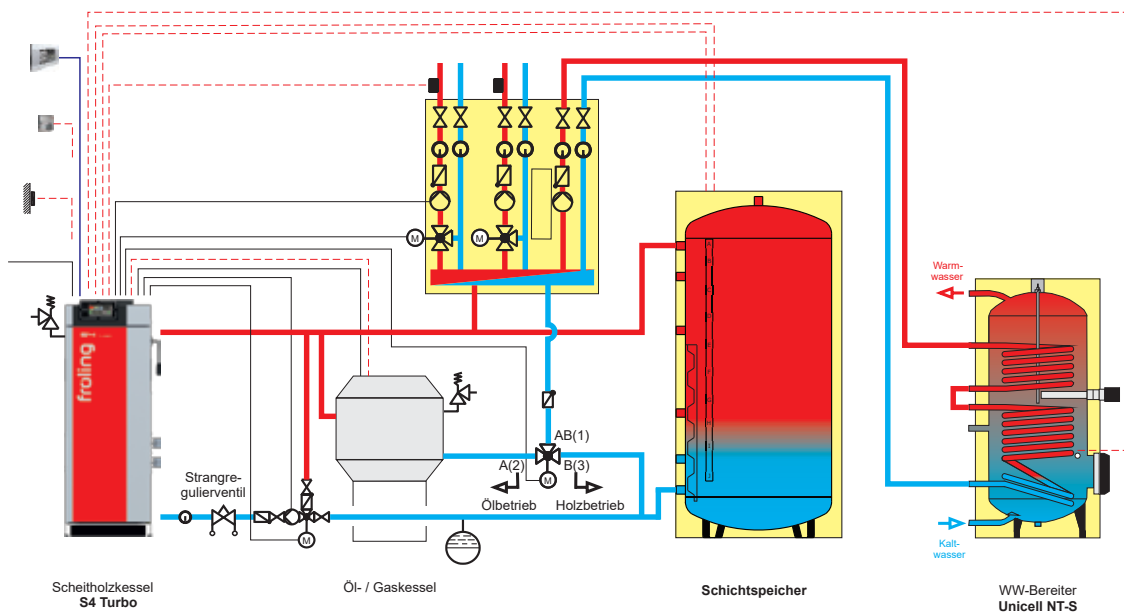 M
M
fröling
AB(1)
A(2)
B(3)
M
Ölbetrieb
Holzbetrieb
Strangre-
gulierventil
M
Warm-
wasser
Kalt-
wasser
Scheitholzkessel
S4 Turbo
Öl- / Gaskessel
Schichtspeicher
WW-Bereiter
Unicell NT-S